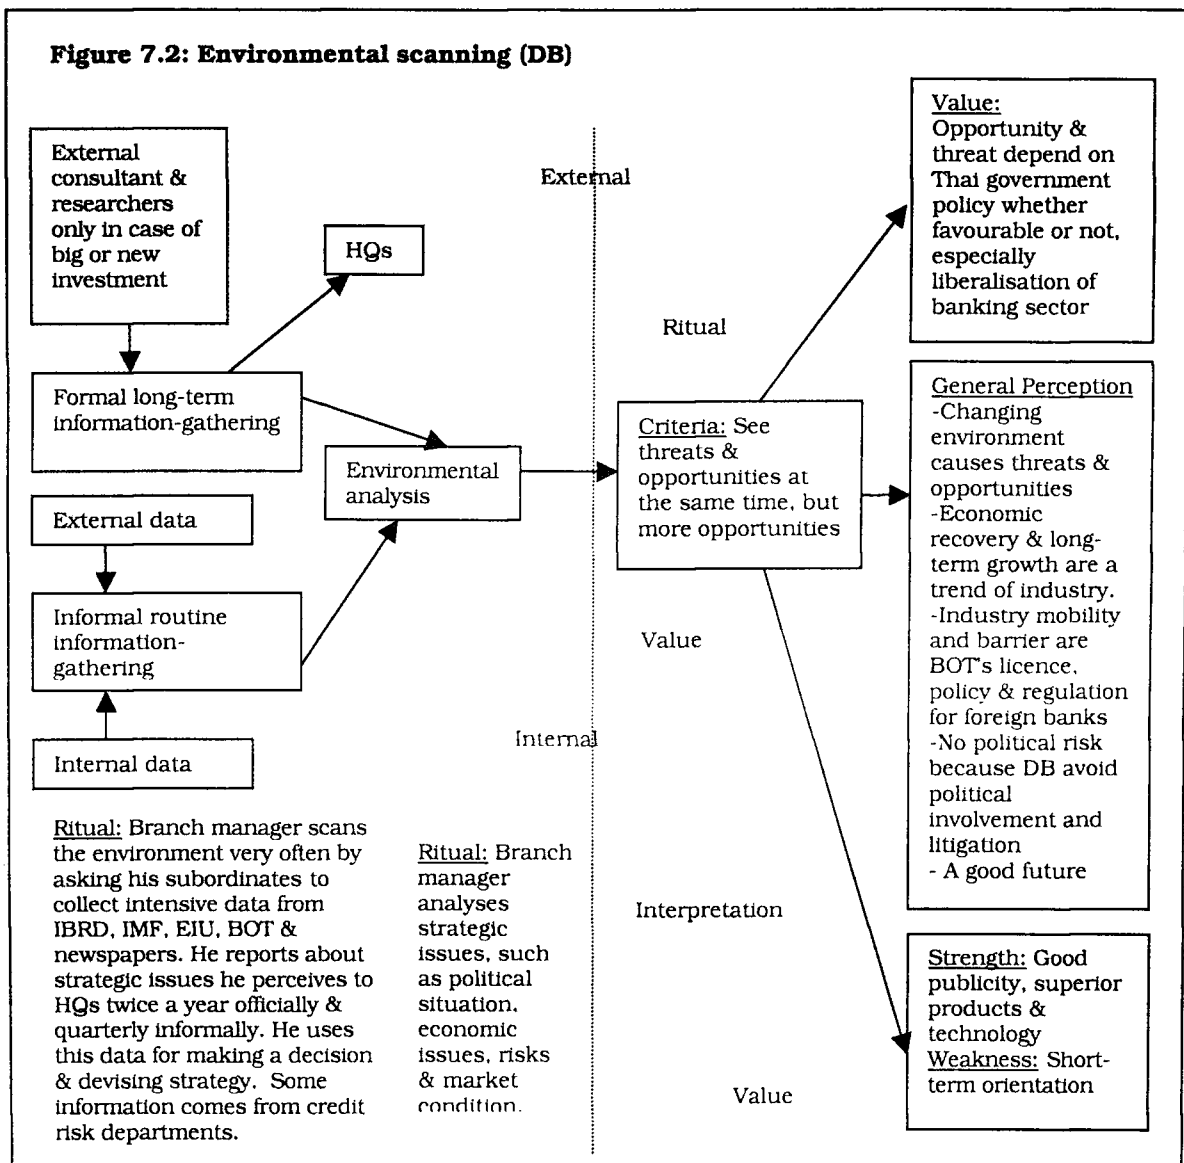 Figure 7.2: Environmental scanning (DB)
External
consultant &
researchers
only in case of
big or new
investment
HQs
Formal long-term
information-gathering
Environmental
analysis
External data
Informal routine
information-
gathering
Internal data
Ritual: Branch manager scans
the environment very often by
asking his subordinates to
collect intensive data from
IBRD, IMF, EIU, BOT &
newspapers. He reports about
strategic issues he perceives to
HQs twice a year officially &
quarterly informally. He uses
this data for making a decision
& devising strategy. Some
information comes from credit
risk departments.
Ritual: Branch
manager
analyses
strategic
issues, such
as political
situation,
economic
issues, risks
& market
condition.
External
Internal
Ritual
Criteria: See
threats &
opportunities at
the same time, but
more opportunities
Value
Interpretation
Value
Value:
Opportunity &
threat depend on
Thai government
policy whether
favourable or not,
especially
liberalisation of
banking sector
General Perception
-Changing
environment
causes threats &
opportunities
-Economic
recovery & long-
term growth are a
trend of industry.
-Industry mobility
and barrier are
BOT's licence,
policy & regulation
for foreign banks
-No political risk
because DB avoid
political
involvement and
litigation
- A good future
Strength: Good
publicity, superior
products &
technology
Weakness: Short-
term orientation